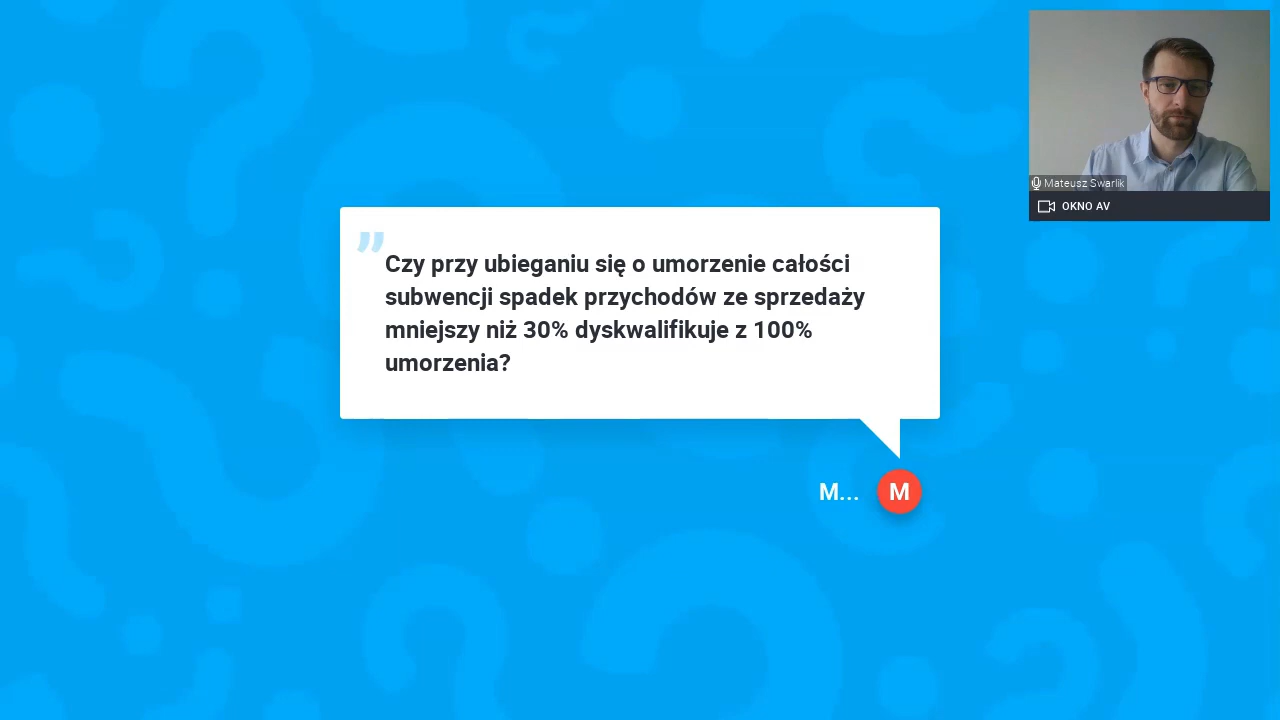 Mateusz Swarlik
OKNO AV
”
Czy przy ubieganiu się o umorzenie całości
subwencji spadek przychodów ze sprzedaży
mniejszy niż 30% dyskwalifikuje z 100%
umorzenia?
M... M